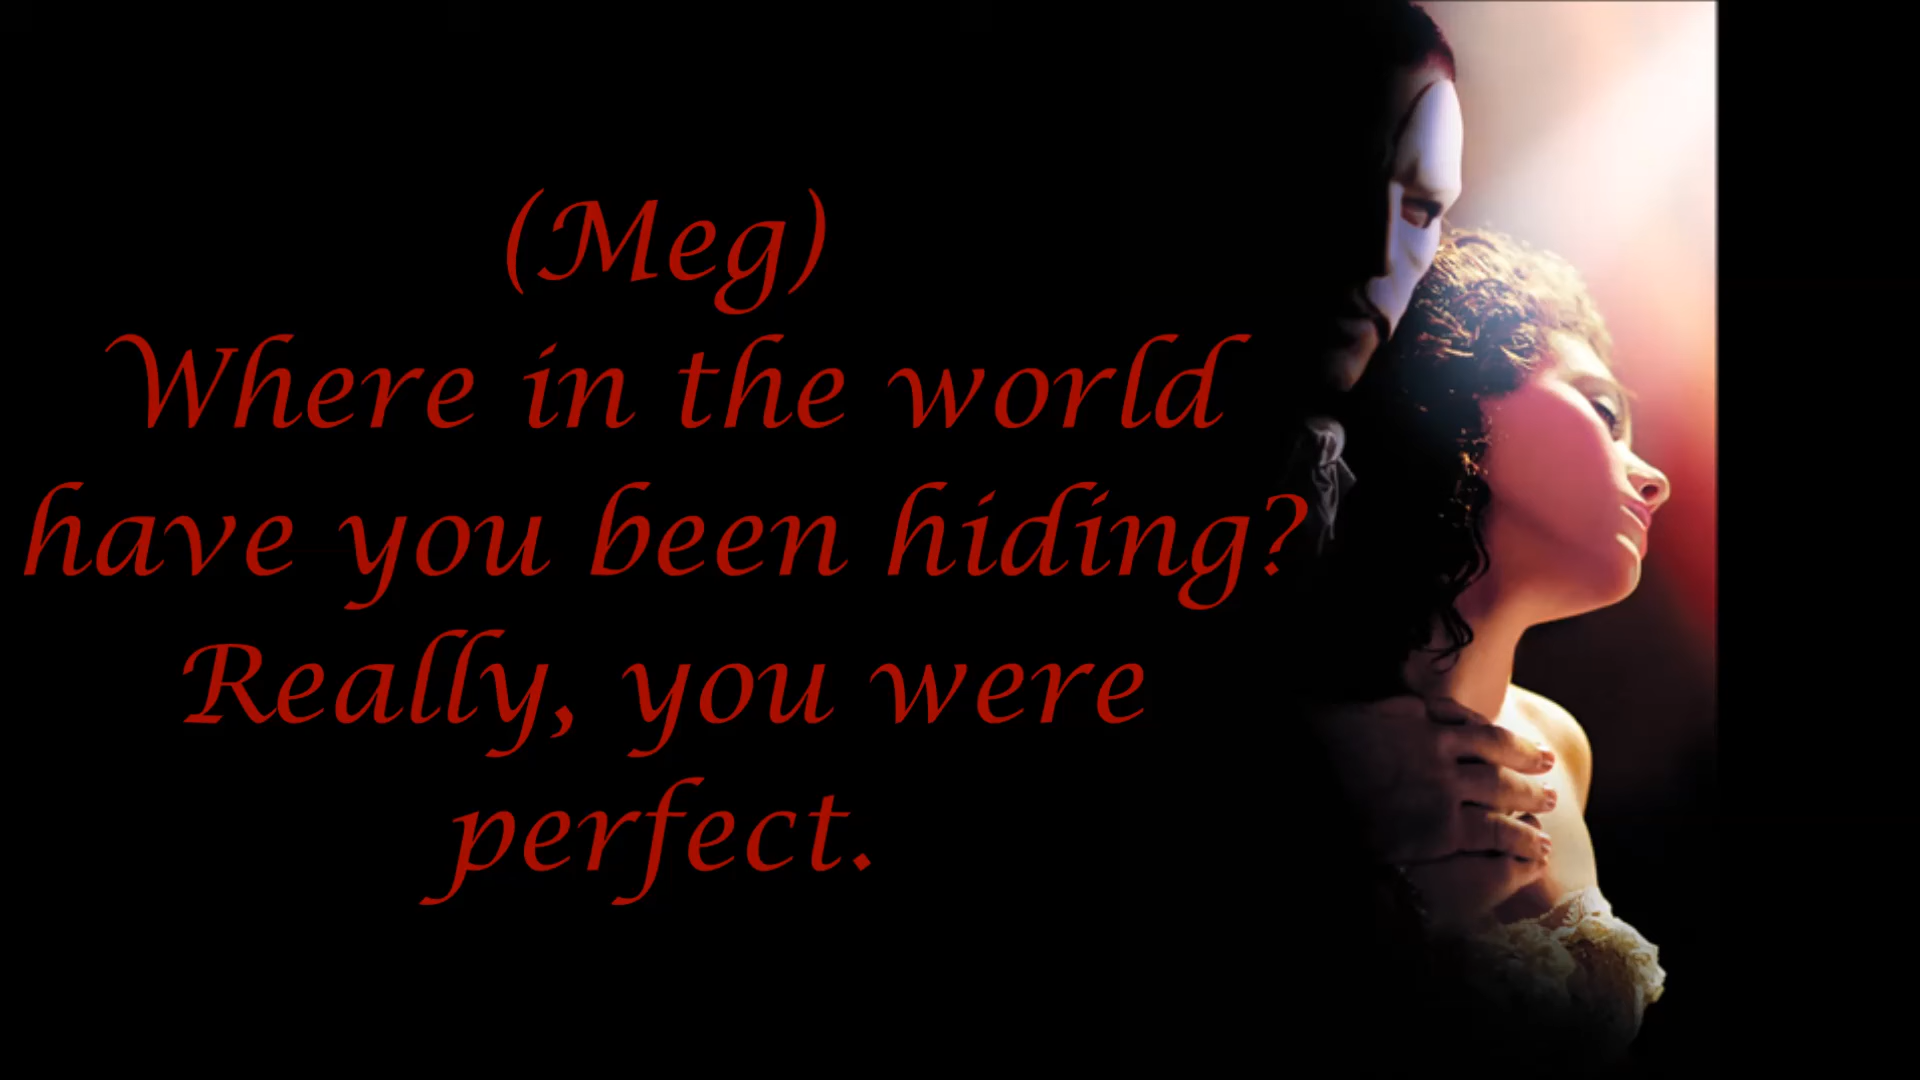 (Meg)
Where in the world
have you been hiding?
Really, you were
perfect.